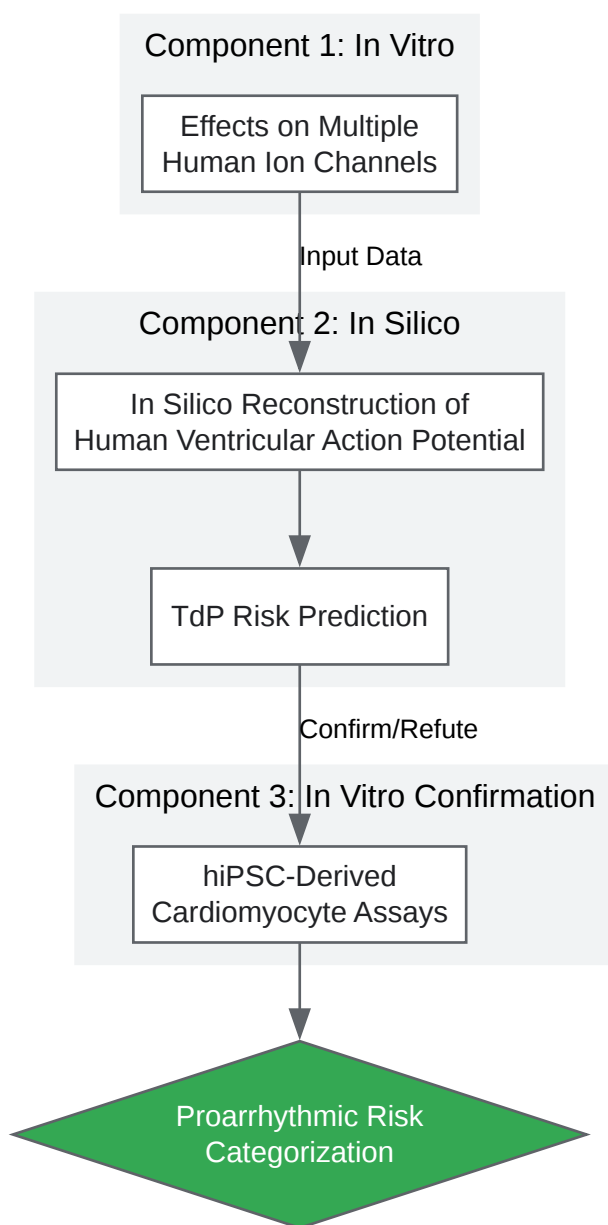 Component 1: In Vitro
Effects on Multiple
Human Ion Channels
Input Data
Component 2: In Silico
In Silico Reconstruction of
Human Ventricular Action Potential
TdP Risk Prediction
Confirm/Refute
Component 3: In Vitro Confirmation
hiPSC-Derived
Cardiomyocyte Assays
Proarrhythmic Risk
Categorization